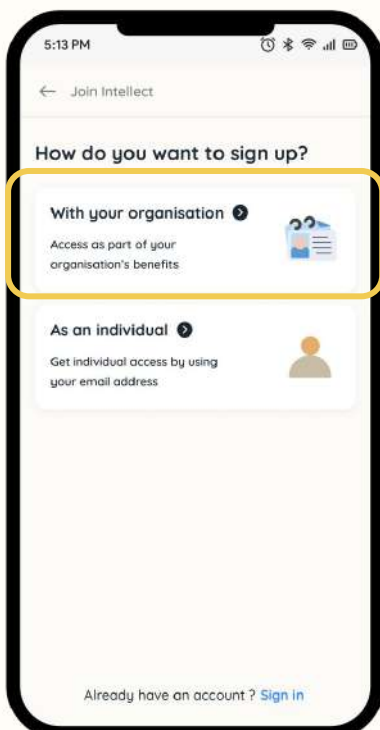 5:13 PM
← Join Intellect
How do you want to sign up?
With your organisation
Access as part of your
organisation's benefits
As an individual
Get individual access by using
your email address
Already have an account ? Sign in